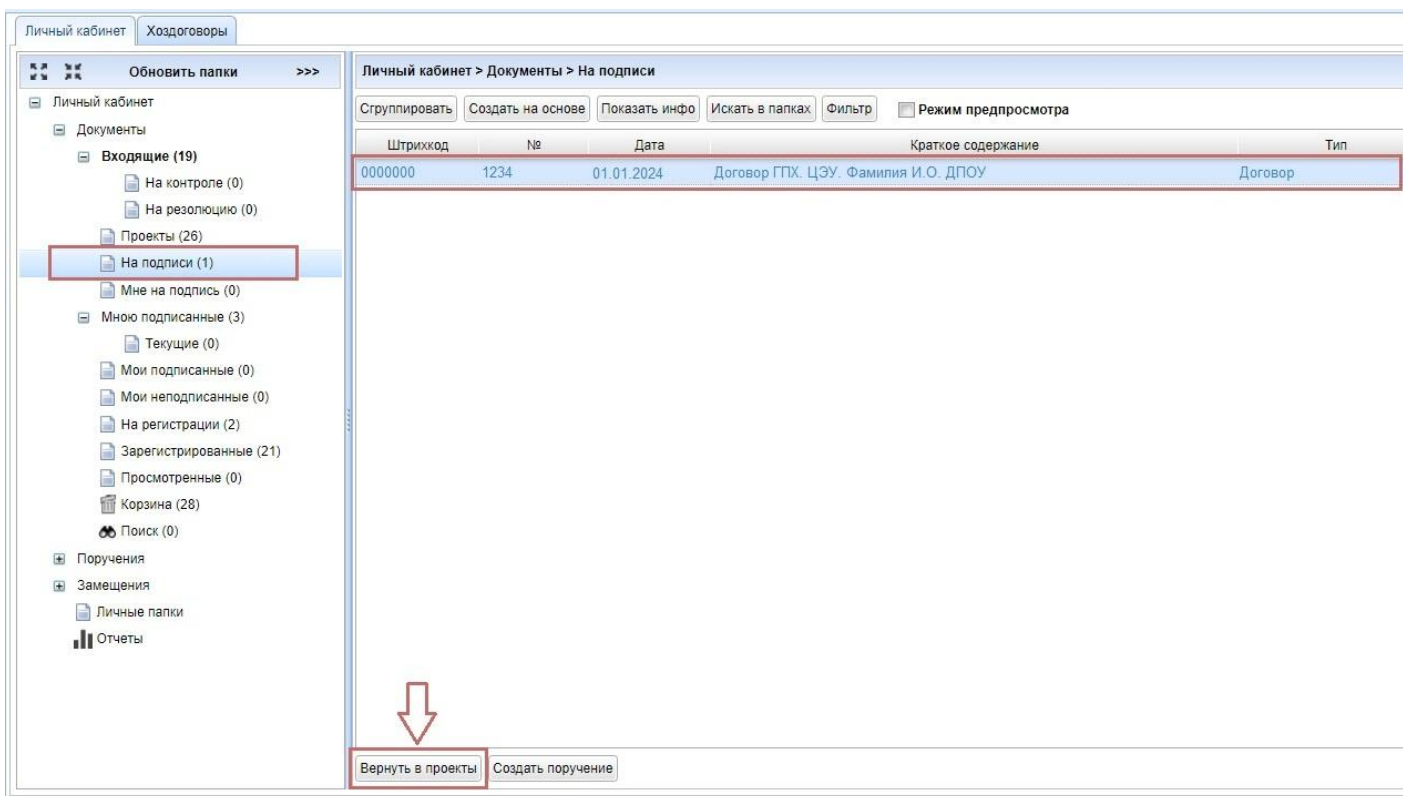 Личный кабинет Хоздоговоры
Обновить папки >>>
Личный кабинет
Документы
Входящие (19)
На контроле (0)
На резолюцию (0)
Проекты (26)
На подписи (1)
Мне на подпись (0)
Мною подписанные (3)
Текущие (0)
Мои подписанные (0)
Мои неподписанные (0)
На регистрации (2)
Зарегистрированные (21)
Просмотренные (0)
Корзина (28)
Поиск (0)
Поручения
Замещения
Личные папки
Отчеты
Личный кабинет > Документы > На подписи
Сгруппировать Создать на основе Показать инфо Искать в папках Фильтр Режим предпросмотра
Штрихкод № Дата Краткое содержание Тип
0000000 1234 01.01.2024 Договор ГПХ. ЦЭУ. Фамилия И.О. ДПОУ Договор
Вернуть в проекты Создать поручение